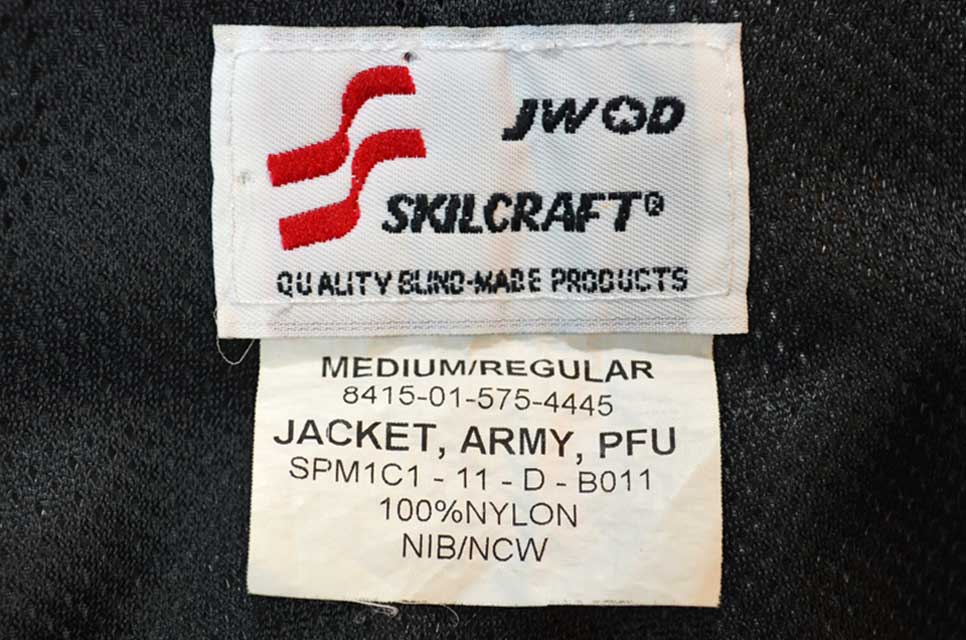 JWOD
SKILCRAFT®
QUALITY BLIND-MADE PRODUCTS
MEDIUM/REGULAR
8415-01-575-4445
JACKET, ARMY, PFU
SPM1C1 - 11 - D - B011
100%NYLON
NIB/NCW